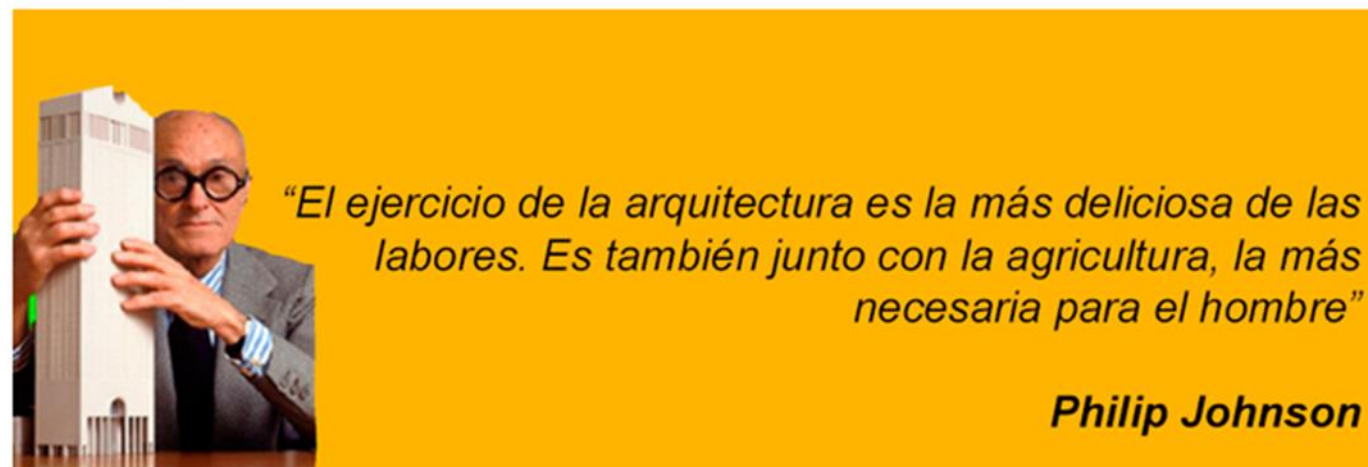 “El ejercicio de la arquitectura es la más deliciosa de las
labores. Es también junto con la agricultura, la más
necesaria para el hombre”
Philip Johnson